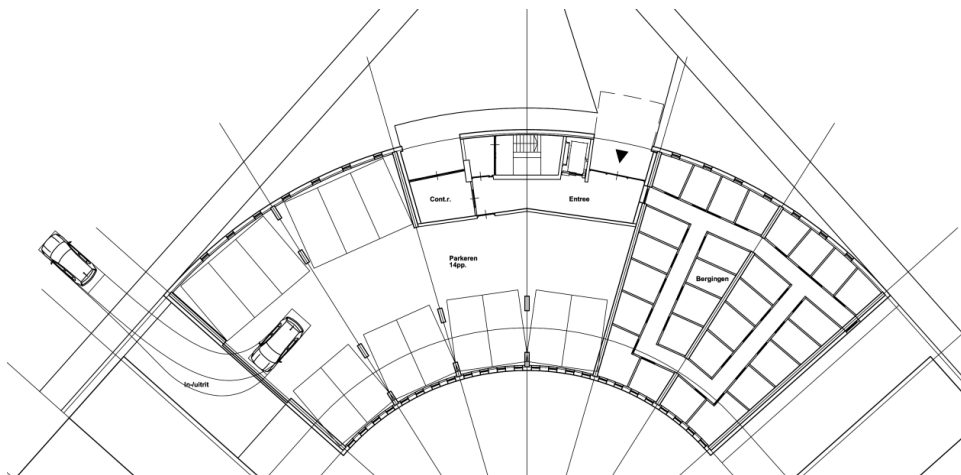 Cont.r.
Entree
Parkeren
14pp.
Bergingen
In-/uitrit